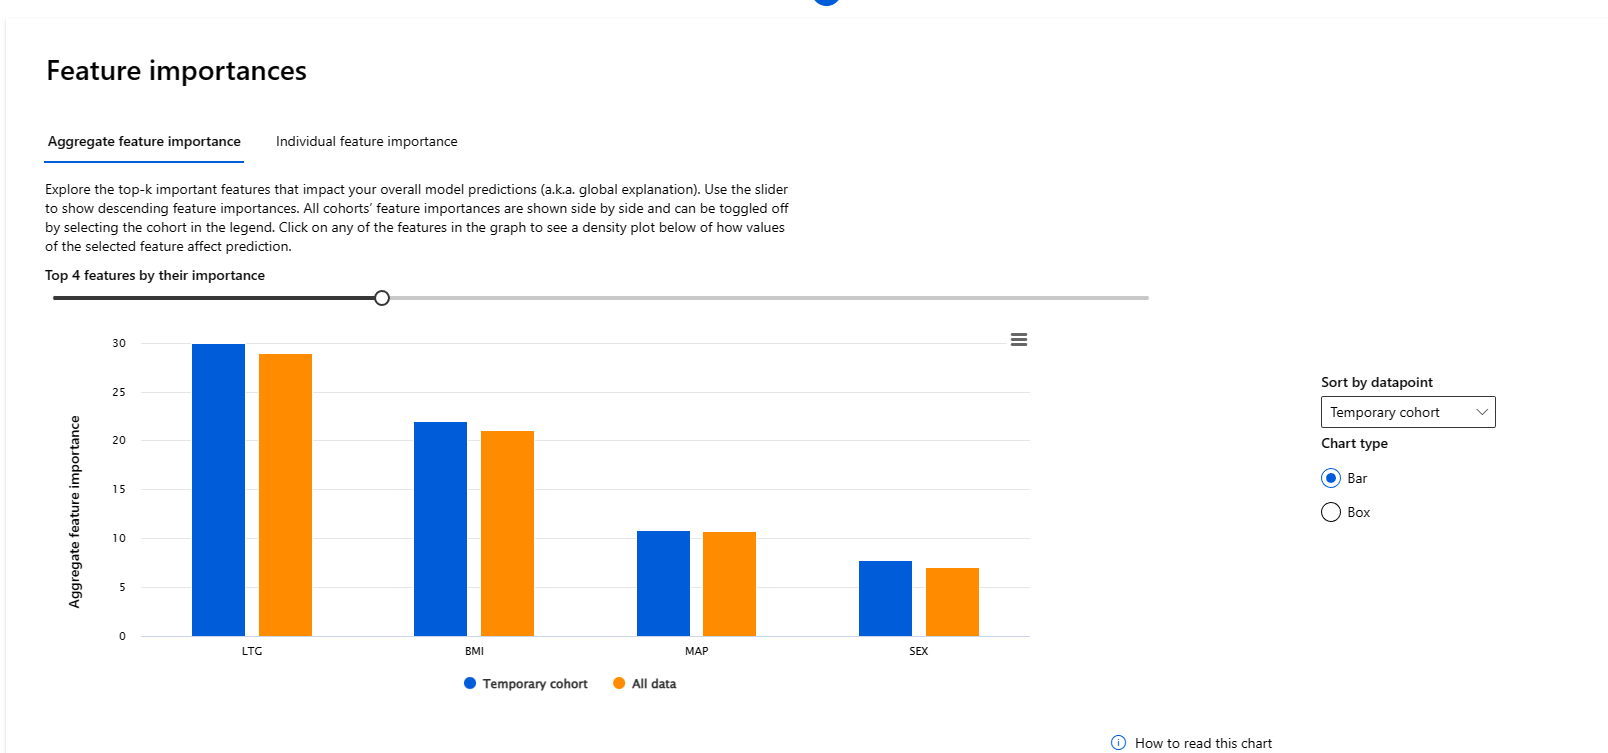 Feature importances
Aggregate feature importance
Individual feature importance
Explore the top-k important features that impact your overall model predictions (a.k.a. global explanation). Use the slider
to show descending feature importances. All cohorts’ feature importances are shown side by side and can be toggled off
by selecting the cohort in the legend. Click on any of the features in the graph to see a density plot below of how values
of the selected feature affect prediction.
Top 4 features by their importance
Aggregate feature importance
30
25
20
15
10
5
0
LTG
BMI
MAP
SEX
Temporary cohort
All data
Sort by datapoint
Temporary cohort
Chart type
Bar
Box
How to read this chart